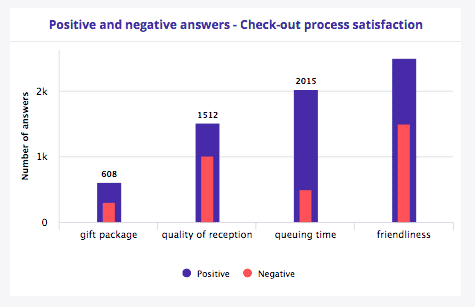 Positive and negative answers - Check-out process satisfaction
Number of answers
2k
1k
0
608
1512
2015
gift package
quality of reception
queuing time
friendliness
Positive
Negative